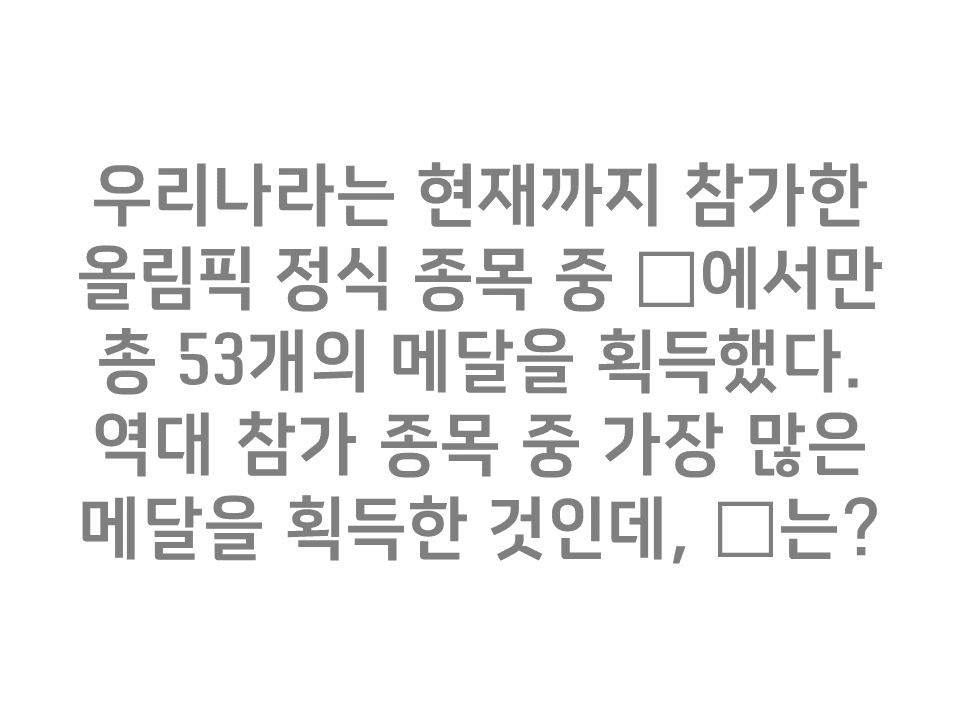 우리나라는 현재까지 참가한
올림픽 정식 종목 중 □에서만
총 53개의 메달을 획득했다.
역대 참가 종목 중 가장 많은
메달을 획득한 것인데, □는?